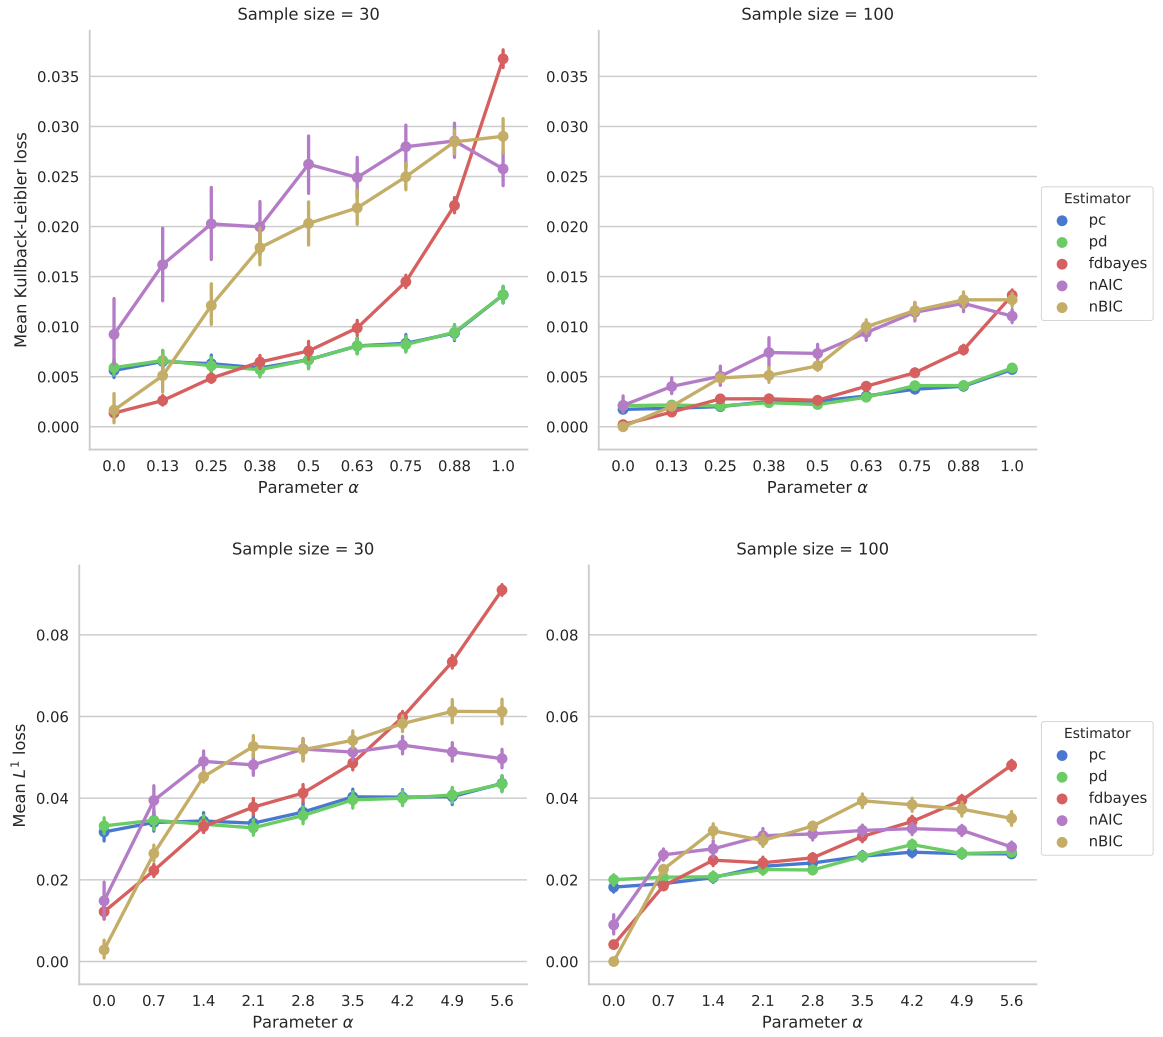 Sample size = 30
Sample size = 100
Mean Kullback-Leibler loss
0.035
0.030
0.025
0.020
0.015
0.010
0.005
0.000
0.0 0.13 0.25 0.38 0.5 0.63 0.75 0.88 1.0
Parameter α
0.035
0.030
0.025
0.020
0.015
0.010
0.005
0.000
0.0 0.13 0.25 0.38 0.5 0.63 0.75 0.88 1.0
Parameter α
Estimator
pc
pd
fdbayes
nAIC
nBIC
Sample size = 30
Sample size = 100
Mean L¹ loss
0.08
0.06
0.04
0.02
0.00
0.0 0.7 1.4 2.1 2.8 3.5 4.2 4.9 5.6
Parameter α
0.08
0.06
0.04
0.02
0.00
0.0 0.7 1.4 2.1 2.8 3.5 4.2 4.9 5.6
Parameter α
Estimator
pc
pd
fdbayes
nAIC
nBIC